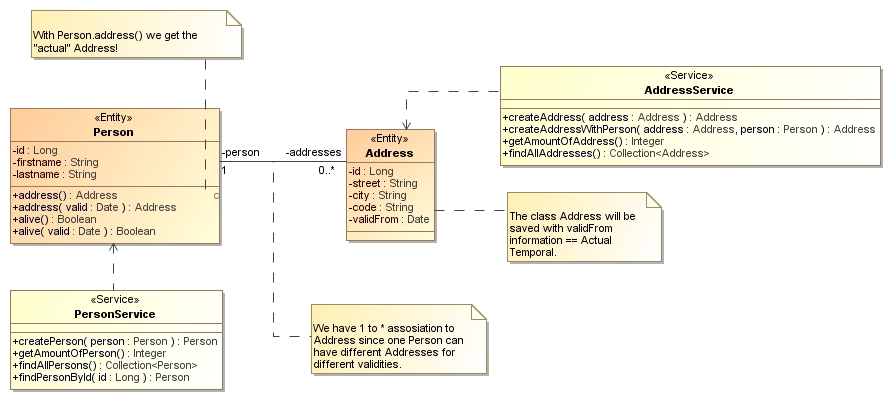 With Person.address() we get the
"actual" Address!
«Entity»
Person
-id : Long
-firstname : String
-lastname : String
+address() : Address
+address( valid : Date ) : Address
+alive() : Boolean
+alive( valid : Date ) : Boolean
-person
1
-addresses
0..*
«Entity»
Address
-id : Long
-street : String
-city : String
-code : String
-validFrom : Date
«Service»
AddressService
+createAddress( address : Address ) : Address
+createAddressWithPerson( address : Address, person : Person ) : Address
+getAmountOfAddress() : Integer
+findAllAddresses() : Collection<Address>
The class Address will be
saved with validFrom
information == Actual
Temporal.
«Service»
PersonService
+createPerson( person : Person ) : Person
+getAmountOfPerson() : Integer
+findAllPersons() : Collection<Person>
+findPersonById( id : Long ) : Person
We have 1 to * assosiation to
Address since one Person can
have different Addresses for
different validities.